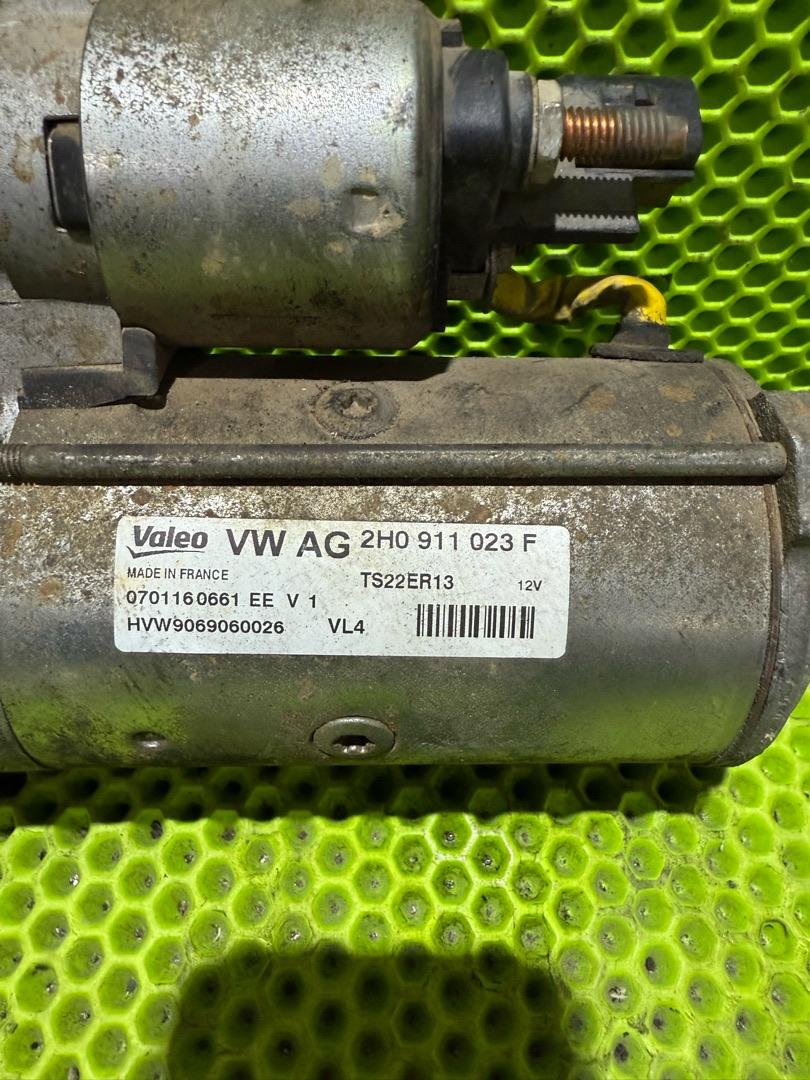 Valeo VW AG 2H0 911 023 F
MADE IN FRANCE TS22ER13 12V
0701160661 EE V 1
HVW9069060026 VL4